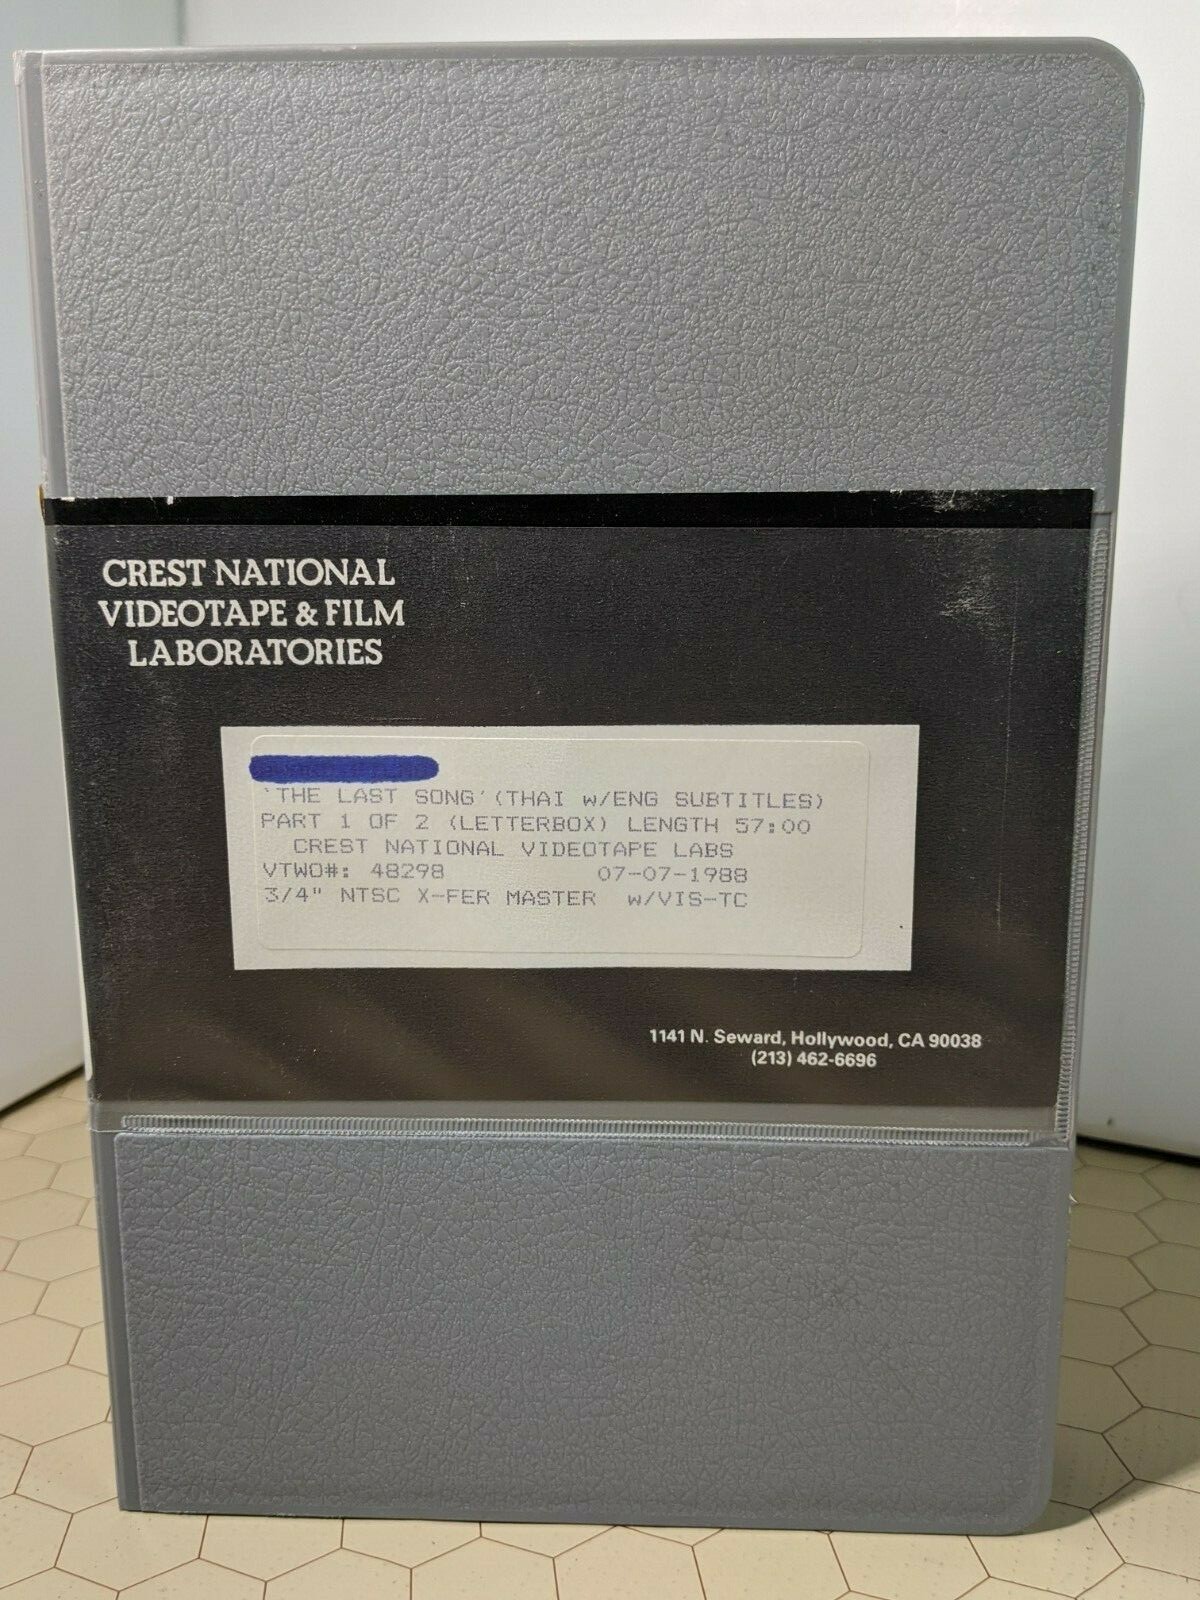 CREST NATIONAL
VIDEOTAPE & FILM
LABORATORIES
'THE LAST SONG' (THAI w/ENG SUBTITLES)
PART 1 OF 2 (LETTERBOX) LENGTH 57:00
CREST NATIONAL VIDEOTAPE LABS
VTWO#: 48298 07-07-1988
3/4" NTSC X-FER MASTER w/VIS-TC
1141 N. Seward, Hollywood, CA 90038
(213) 462-6696